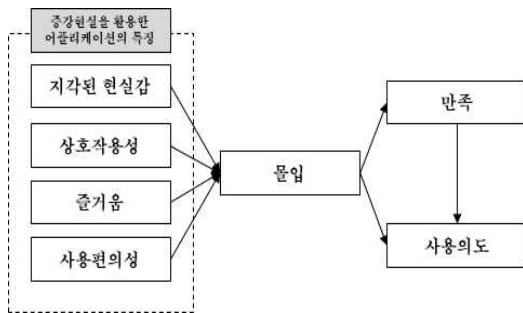 증강현실을 활용한
어플리케이션의 특징
지각된 현실감
상호작용성
즐거움
사용편의성
몰입
만족
사용의도